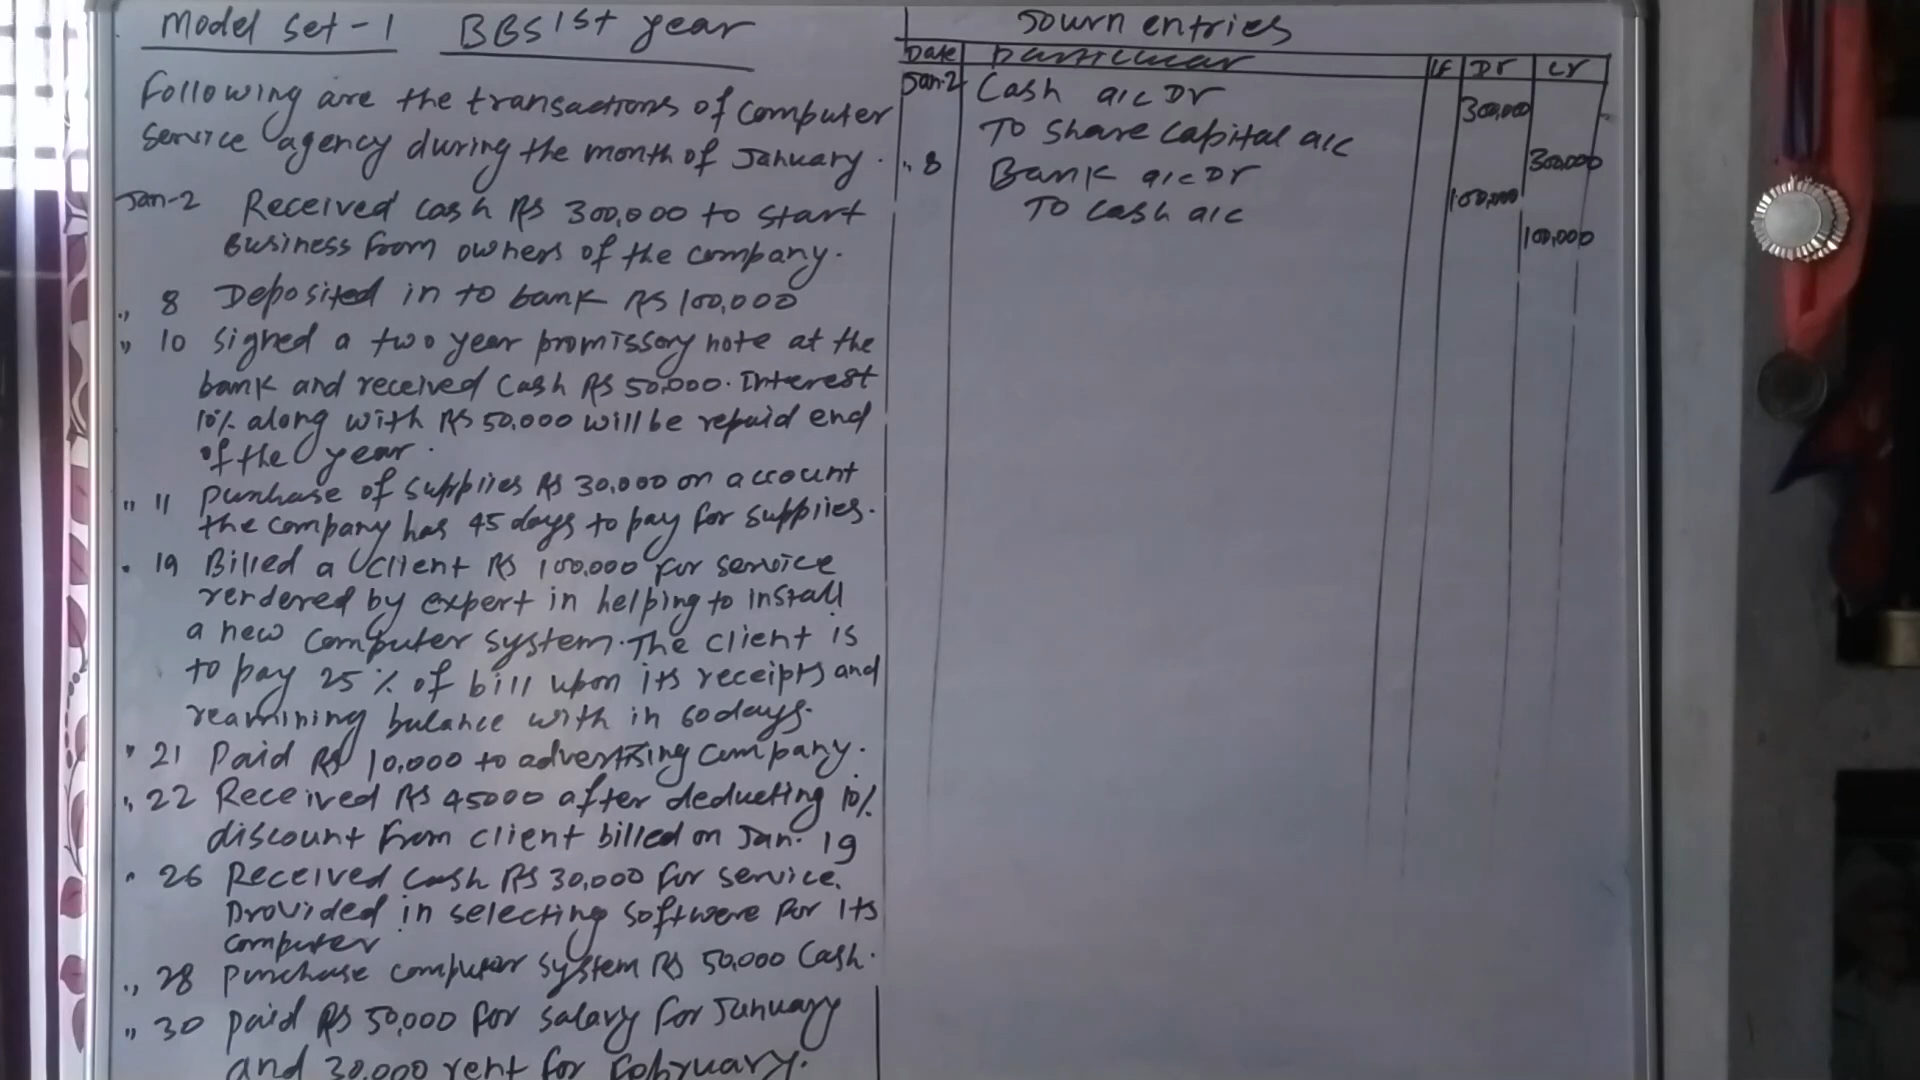 Model Set-1 BBS 1st year
Following are the transactions of computer
service agency during the month of January.
Jan-2 Received cash Rs 300,000 to start
Business from owners of the company.
,, 8 Deposited in to bank Rs 100,000
,, 10 signed a two year promissory note at the
bank and received cash Rs 50,000. Interest
10% along with Rs 50,000 will be repaid end
of the year.
,, 11 purchase of supplies Rs 30,000 on account
the company has 45 days to pay for supplies.
" 19 Billed a client Rs 100,000 for service
rendered by expert in helping to install
a new computer system. The client is
to pay 25% of bill upon its receipts and
reamining balance with in 60 days.
" 21 Paid Rs 10,000 to advertizing company.
,, 22 Received Rs 45000 after deducting 10%
discount from client billed on Jan. 19
" 26 Received cash Rs 30,000 for service.
Provided in selecting softwere for its
computer
,, 28 purchase computer system Rs 50,000 Cash.
,, 30 paid Rs 50,000 for salary for January
and 30,000 rent for February.
Journ entries
Date particular LF Dr Cr
Jan-2 Cash a/c Dr 300,000
To share capital a/c 300,000
,, 8 Bank a/c Dr 100,000
To cash a/c 100,000